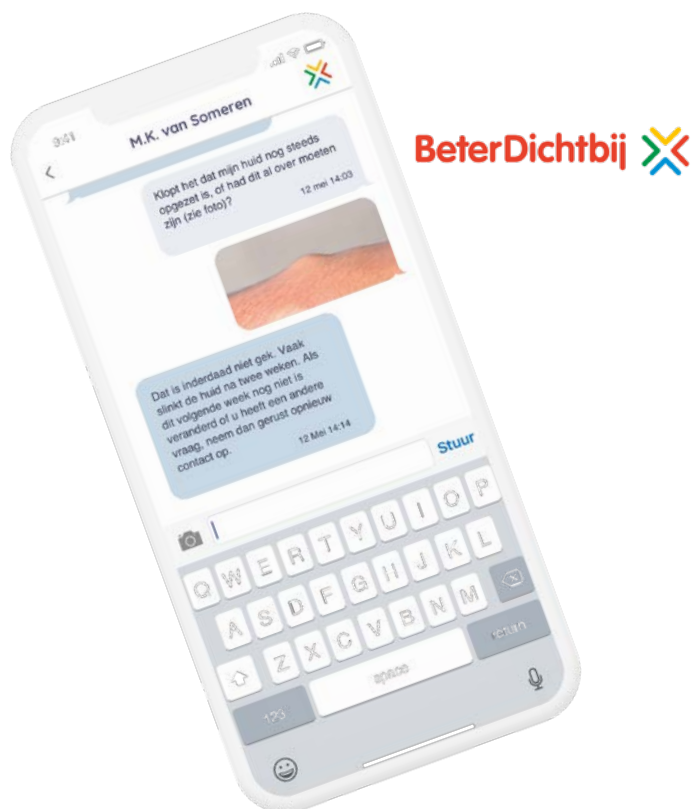 9:41
M.K. van Someren
Klopt het dat mijn huid nog steeds
opgezet is, of had dit al over moeten
zijn (zie foto)?
12 mei 14:03
Dat is inderdaad niet gek. Vaak
slinkt de huid na twee weken. Als
dit volgende week nog niet is
veranderd of u heeft een andere
vraag, neem dan gerust opnieuw
contact op.
12 Mei 14:14
Stuur
Q W E R T Y U I O P
A S D F G H J K L
Z X C V B N M
123 space return
BeterDichtbij